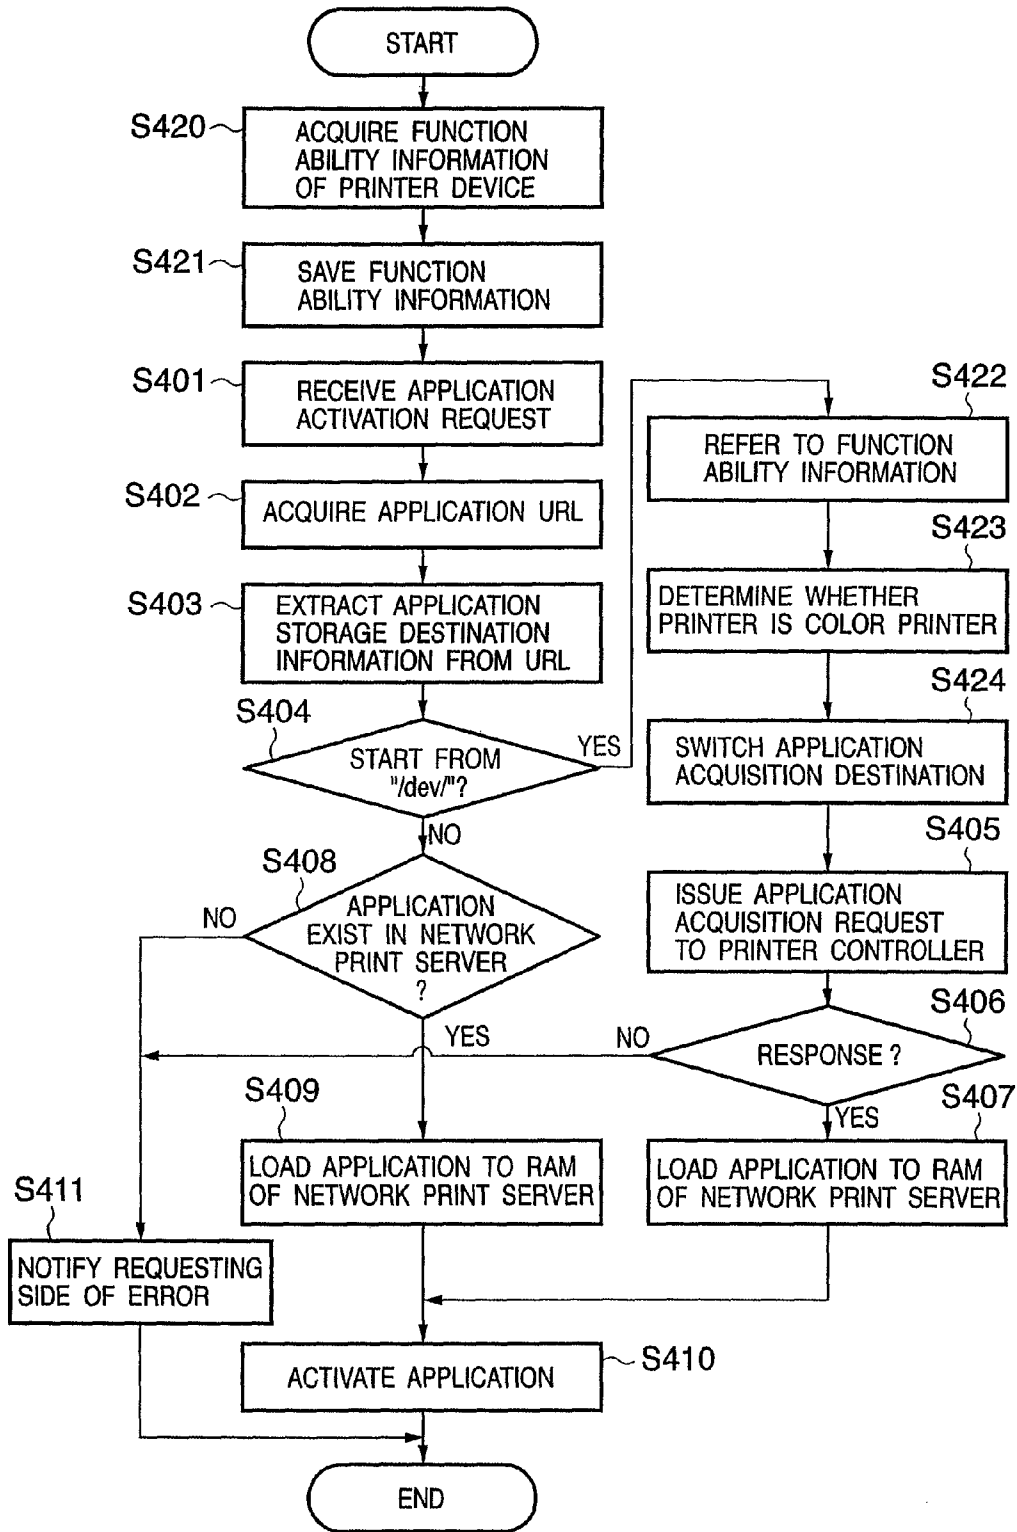 START
S420
ACQUIRE FUNCTION
ABILITY INFORMATION
OF PRINTER DEVICE
S421
SAVE FUNCTION
ABILITY INFORMATION
S401
RECEIVE APPLICATION
ACTIVATION REQUEST
S402
ACQUIRE APPLICATION URL
S403
EXTRACT APPLICATION
STORAGE DESTINATION
INFORMATION FROM URL
S404
START FROM
"/dev/"?
YES
NO
S422
REFER TO FUNCTION
ABILITY INFORMATION
S423
DETERMINE WHETHER
PRINTER IS COLOR PRINTER
S424
SWITCH APPLICATION
ACQUISITION DESTINATION
S405
ISSUE APPLICATION
ACQUISITION REQUEST
TO PRINTER CONTROLLER
S406
RESPONSE ?
NO
YES
S407
LOAD APPLICATION TO RAM
OF NETWORK PRINT SERVER
S408
APPLICATION
EXIST IN NETWORK
PRINT SERVER
?
NO
YES
S409
LOAD APPLICATION TO RAM
OF NETWORK PRINT SERVER
S411
NOTIFY REQUESTING
SIDE OF ERROR
S410
ACTIVATE APPLICATION
END